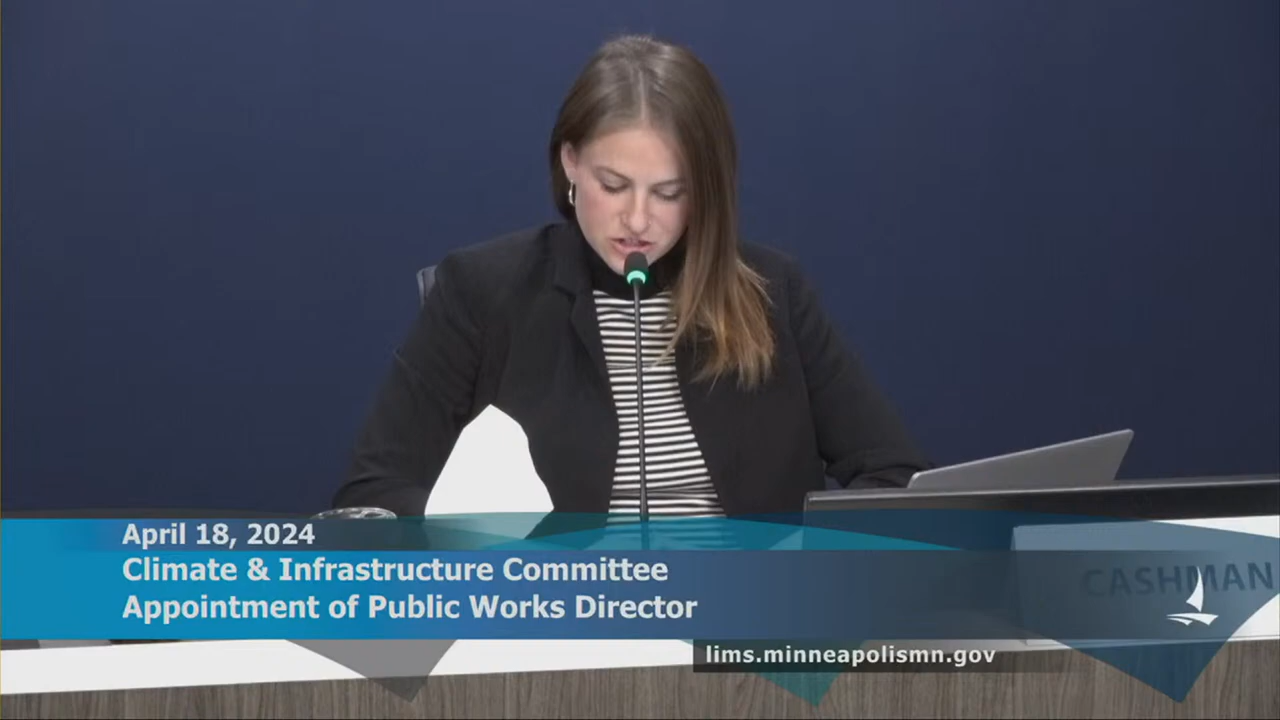 April 18, 2024
Climate & Infrastructure Committee
Appointment of Public Works Director
CASHMAN
lims.minneapolismn.gov